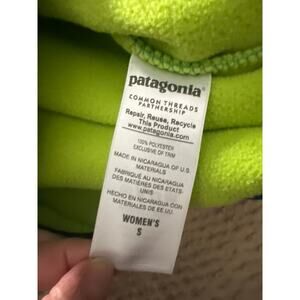 patagonia®
COMMON THREADS
PARTNERSHIP
Repair, Reuse, Recycle
This Product
www.patagonia.com
100% POLYESTER
EXCLUSIVE OF TRIM
MADE IN NICARAGUA OF U.S.
MATERIALS
FABRIQUÉ AU NICARAGUA
DES MATIÈRES DES ETATS-
UNIS
HECHO EN NICARAGUA CON
MATERIALES DE EE.UU.
WOMEN'S
S